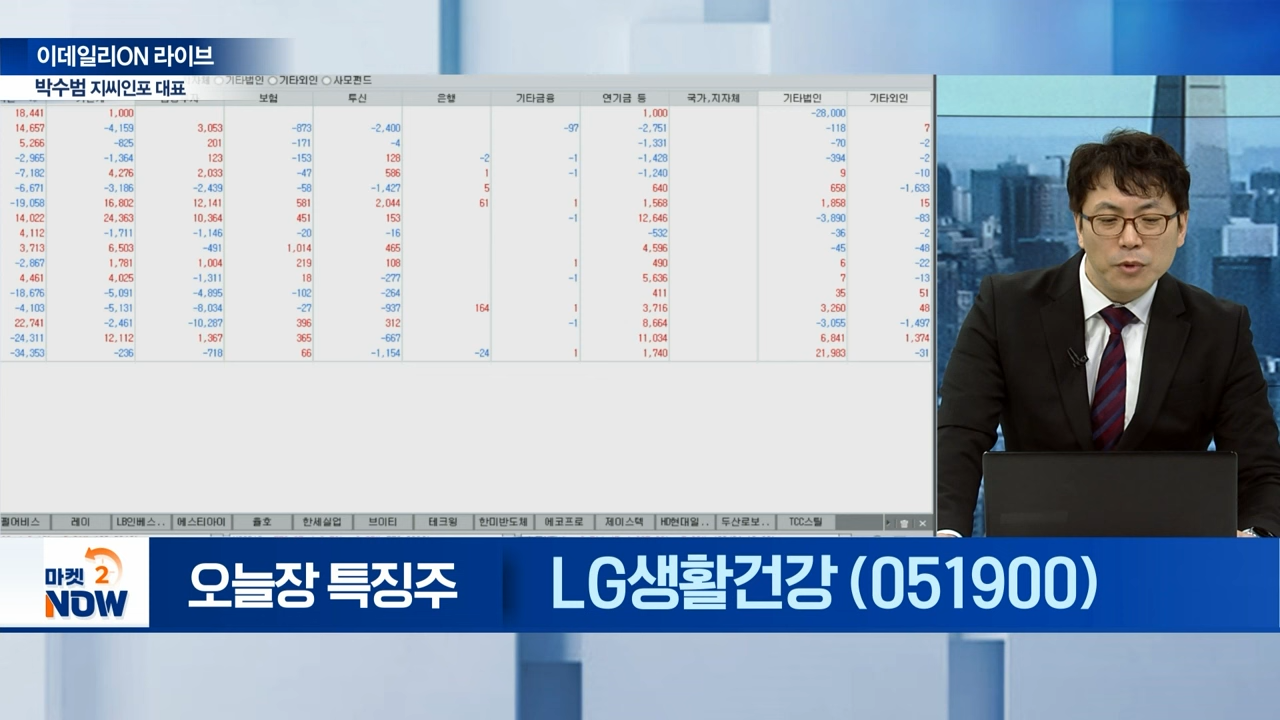 이데일리ON 라이브
박수범 지씨인포 대표
기타법인 기타외인 사모펀드
보험 투신 은행 기타금융 연기금 등 국가,지자체 기타법인 기타외인
18,441 1,000 1,000 -28,000
14,657 -4,159 3,053 -873 -2,400 -97 -2,751 -118 7
5,266 -825 201 -171 -4 -1,331 -70 -2
-2,965 -1,364 123 -153 128 -2 -1 -1,428 -394 -2
-7,182 4,276 2,033 -47 586 1 -1 -1,240 9 -10
-6,671 -3,186 -2,439 -58 -1,427 5 640 658 -1,633
-19,058 16,802 12,141 581 2,044 61 1 1,568 1,858 15
14,022 24,363 10,364 451 153 -1 12,646 -3,890 -83
4,112 -1,711 -1,146 -20 -16 -532 -36 -2
3,713 6,503 -491 1,014 465 4,596 -45 -48
-2,867 1,781 1,004 219 108 1 490 6 -22
4,461 4,025 -1,311 18 -277 -1 5,636 7 -13
-18,676 -5,091 -4,895 -102 -264 411 35 51
-4,103 -5,131 -8,034 -27 -937 164 1 3,716 3,260 48
22,741 -2,461 -10,287 396 312 -1 8,664 -3,055 -1,497
-24,311 12,112 1,367 365 -667 11,034 6,841 1,374
-34,353 -236 -718 66 -1,154 -24 1 1,740 21,983 -31
레이 LB인베스.. 에스티아이 한세실업 브이티 테크윙 한미반도체 에코프로 제이스텍 HD현대일.. 두산로보.. TCC스틸
마켓 2
NOW
오늘장 특징주
LG생활건강 (051900)